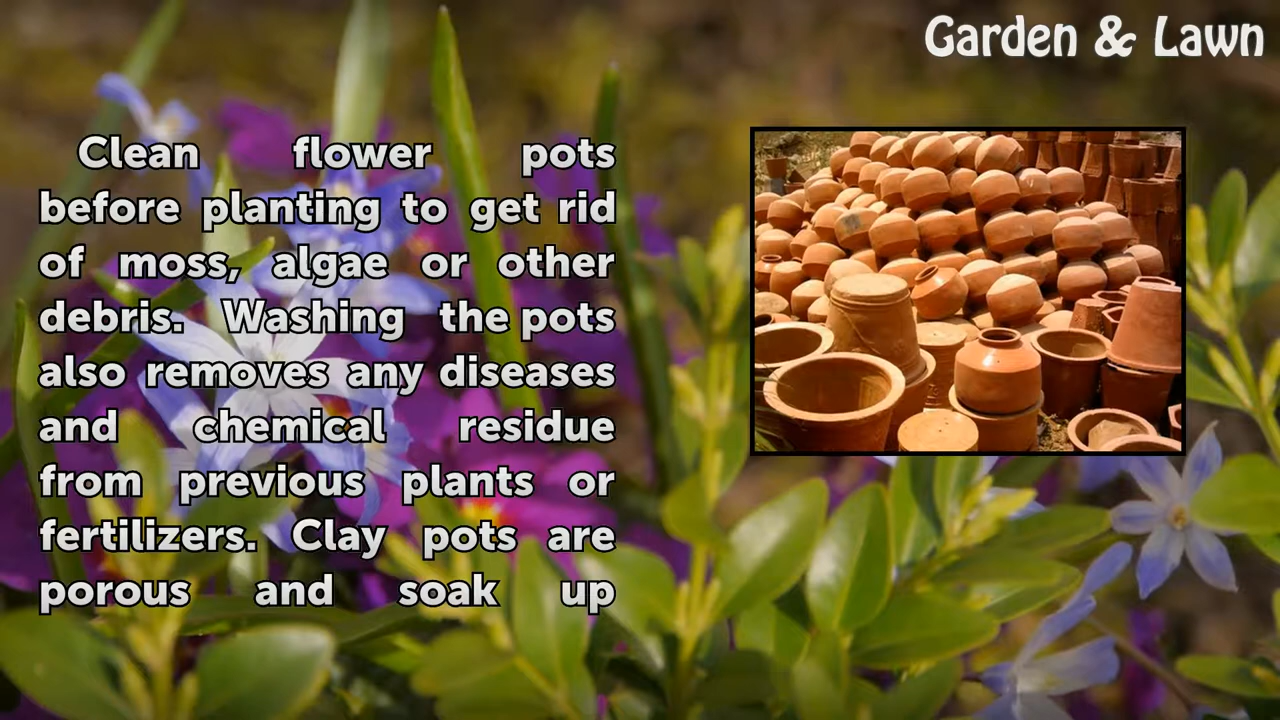 Garden & Lawn
Clean flower pots
before planting to get rid
of moss, algae or other
debris. Washing the pots
also removes any diseases
and chemical residue
from previous plants or
fertilizers. Clay pots are
porous and soak up